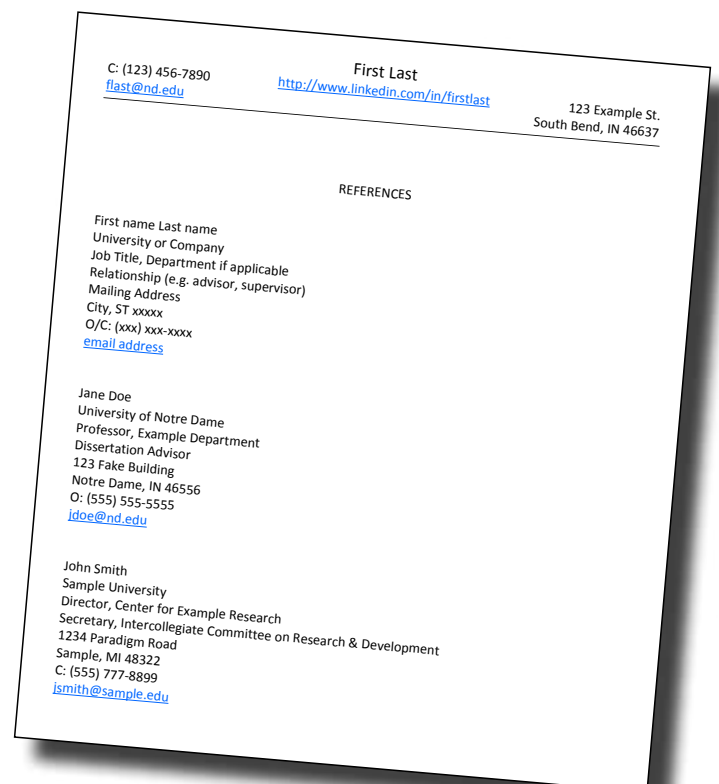 First Last
C: (123) 456-7890
http://www.linkedin.com/in/firstlast
flast@nd.edu
123 Example St.
South Bend, IN 46637
REFERENCES
First name Last name
University or Company
Job Title, Department if applicable
Relationship (e.g. advisor, supervisor)
Mailing Address
City, ST xxxxx
O/C: (xxx) xxx-xxxx
email address
Jane Doe
University of Notre Dame
Professor, Example Department
Dissertation Advisor
123 Fake Building
Notre Dame, IN 46556
O: (555) 555-5555
jdoe@nd.edu
John Smith
Sample University
Director, Center for Example Research
Secretary, Intercollegiate Committee on Research & Development
1234 Paradigm Road
Sample, MI 48322
C: (555) 777-8899
jsmith@sample.edu